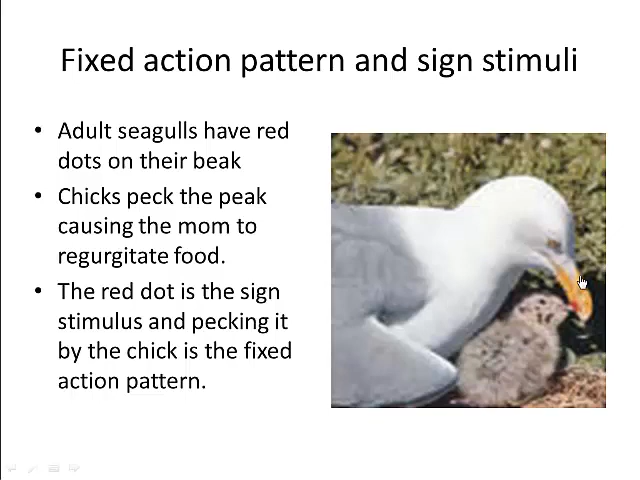 Fixed action pattern and sign stimuli
• Adult seagulls have red
dots on their beak
• Chicks peck the peak
causing the mom to
regurgitate food.
• The red dot is the sign
stimulus and pecking it
by the chick is the fixed
action pattern.